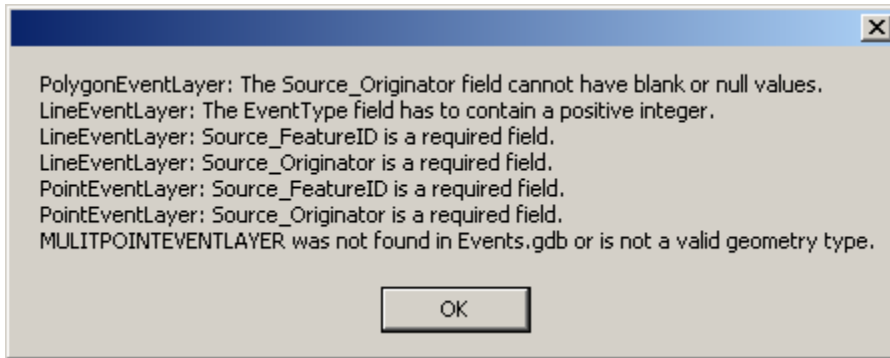 PolygonEventLayer: The Source_Originator field cannot have blank or null values.
LineEventLayer: The EventType field has to contain a positive integer.
LineEventLayer: Source_FeatureID is a required field.
LineEventLayer: Source_Originator is a required field.
PointEventLayer: Source_FeatureID is a required field.
PointEventLayer: Source_Originator is a required field.
MULITPOINTEVENTLAYER was not found in Events.gdb or is not a valid geometry type.
OK